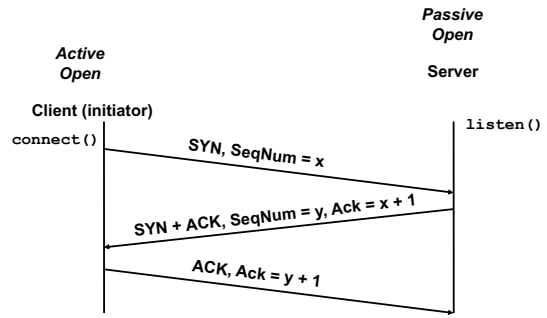 Passive
Open
Active
Open
Server
Client (initiator)
listen()
connect()
SYN, SeqNum = x
SYN + ACK, SeqNum = y, Ack = x + 1
ACK, Ack = y + 1